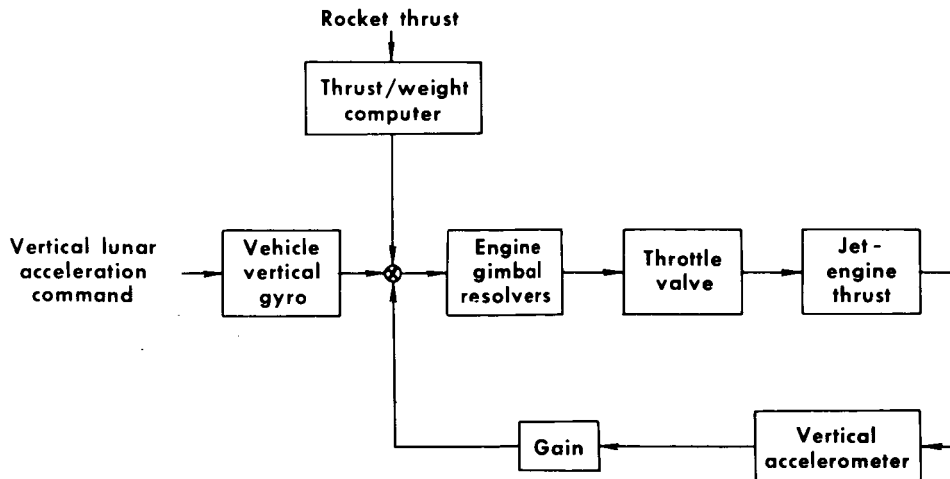 Rocket thrust
Thrust/weight
computer
Vertical lunar
acceleration
command
Vehicle
vertical
gyro
Engine
gimbal
resolvers
Throttle
valve
Jet-
engine
thrust
Gain
Vertical
accelerometer